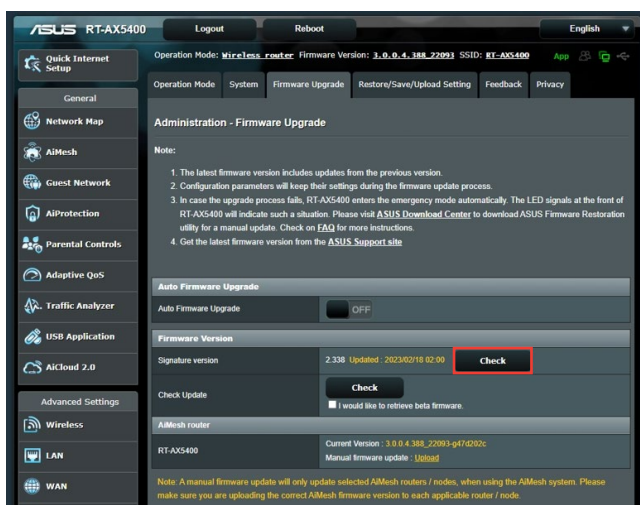 ASUS RT-AX5400 Logout Reboot English
Quick Internet Setup
Operation Mode: Wireless router Firmware Version: 3.0.0.4.388_22093 SSID: RT-AX5400 App
Operation Mode System Firmware Upgrade Restore/Save/Upload Setting Feedback Privacy
General
Network Map
AiMesh
Guest Network
AiProtection
Parental Controls
Adaptive QoS
Traffic Analyzer
USB Application
AiCloud 2.0
Advanced Settings
Wireless
LAN
WAN
Administration - Firmware Upgrade
Note:
1. The latest firmware version includes updates from the previous version.
2. Configuration parameters will keep their settings during the firmware update process.
3. In case the upgrade process fails, RT-AX5400 enters the emergency mode automatically. The LED signals at the front of
RT-AX5400 will indicate such a situation. Please visit ASUS Download Center to download ASUS Firmware Restoration
utility for a manual update. Check on FAQ for more instructions.
4. Get the latest firmware version from the ASUS Support site
Auto Firmware Upgrade
Auto Firmware Upgrade OFF
Firmware Version
Signature version 2.338 Updated : 2023/02/18 02:00 Check
Check Update Check
I would like to retrieve beta firmware.
AiMesh router
RT-AX5400 Current Version : 3.0.0.4.388_22093-g47d202c
Manual firmware update : Upload
Note: A manual firmware update will only update selected AiMesh routers / nodes, when using the AiMesh system. Please
make sure you are uploading the correct AiMesh firmware version to each applicable router / node.